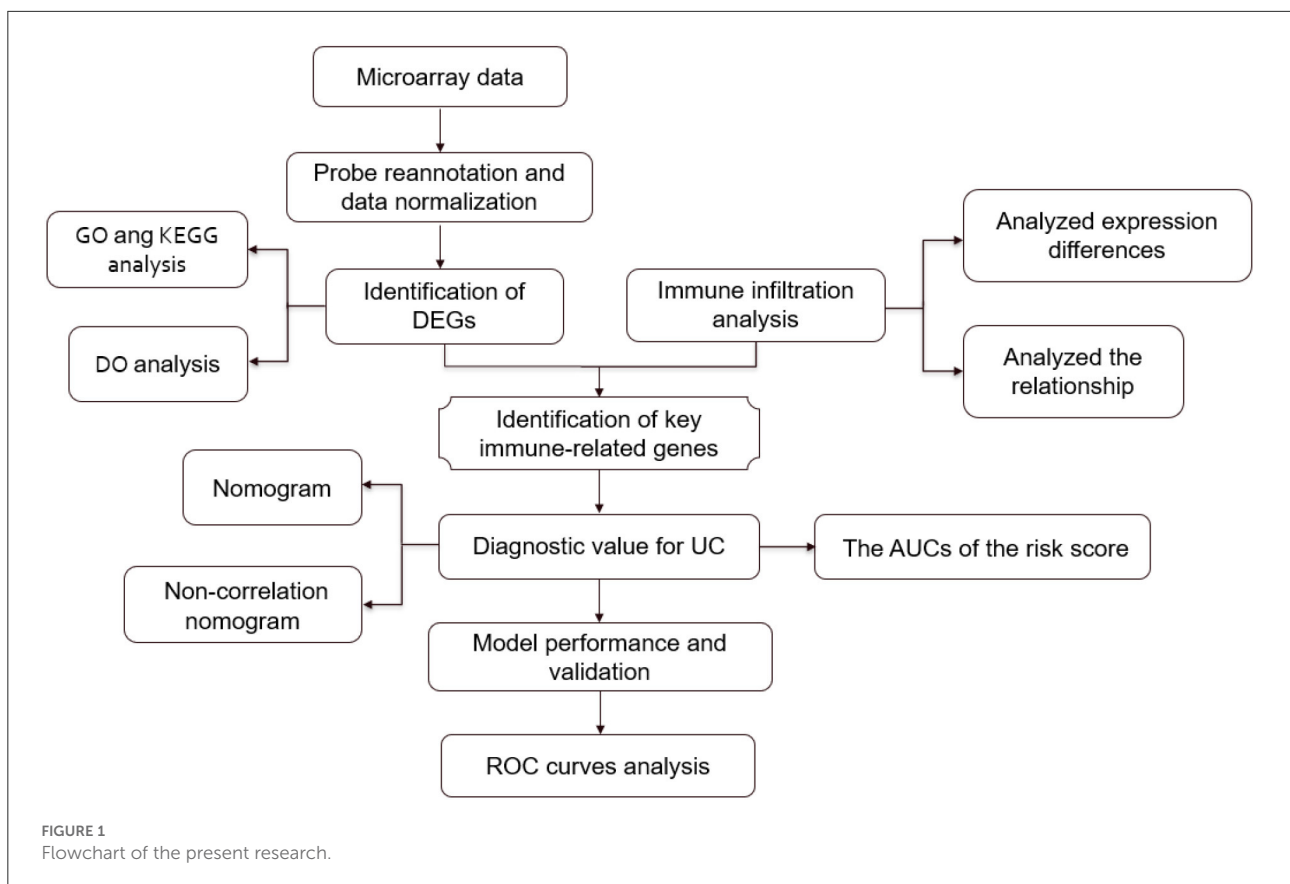 Microarray data
Probe reannotation and
data normalization
GO ang KEGG
analysis
DO analysis
Identification of
DEGs
Immune infiltration
analysis
Analyzed expression
differences
Analyzed the
relationship
Identification of key
immune-related genes
Nomogram
Non-correlation
nomogram
Diagnostic value for UC
The AUCs of the risk score
Model performance and
validation
ROC curves analysis
FIGURE 1
Flowchart of the present research.